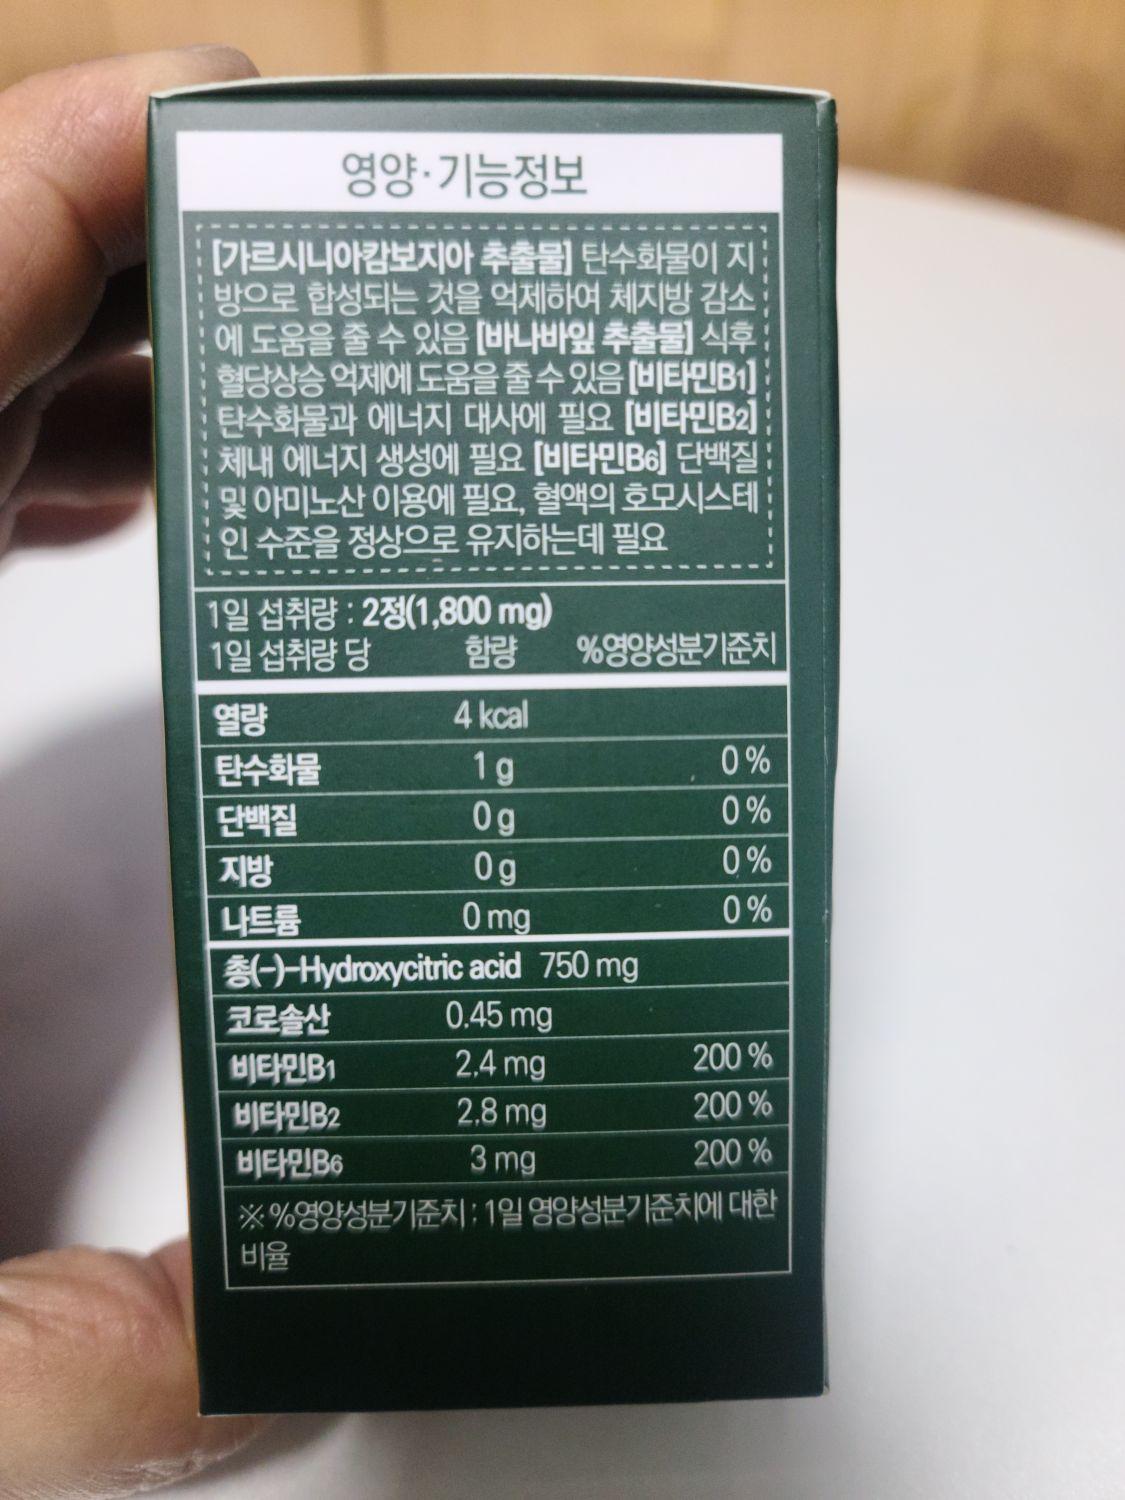 영양·기능정보
[가르시니아캄보지아 추출물] 탄수화물이 지
방으로 합성되는 것을 억제하여 체지방 감소
에 도움을 줄 수 있음 [바나바잎 추출물] 식후
혈당상승 억제에 도움을 줄 수 있음 [비타민B1]
탄수화물과 에너지 대사에 필요 [비타민B2]
체내 에너지 생성에 필요 [비타민B6] 단백질
및 아미노산 이용에 필요, 혈액의 호모시스테
인 수준을 정상으로 유지하는데 필요
1일 섭취량 : 2정(1,800 mg)
1일 섭취량 당 함량 %영양성분기준치
열량 4 kcal
탄수화물 1 g 0 %
단백질 0 g 0 %
지방 0 g 0 %
나트륨 0 mg 0 %
총(-)-Hydroxycitric acid 750 mg
코로솔산 0.45 mg
비타민B1 2.4 mg 200 %
비타민B2 2.8 mg 200 %
비타민B6 3 mg 200 %
※ %영양성분기준치 : 1일 영양성분기준치에 대한
비율